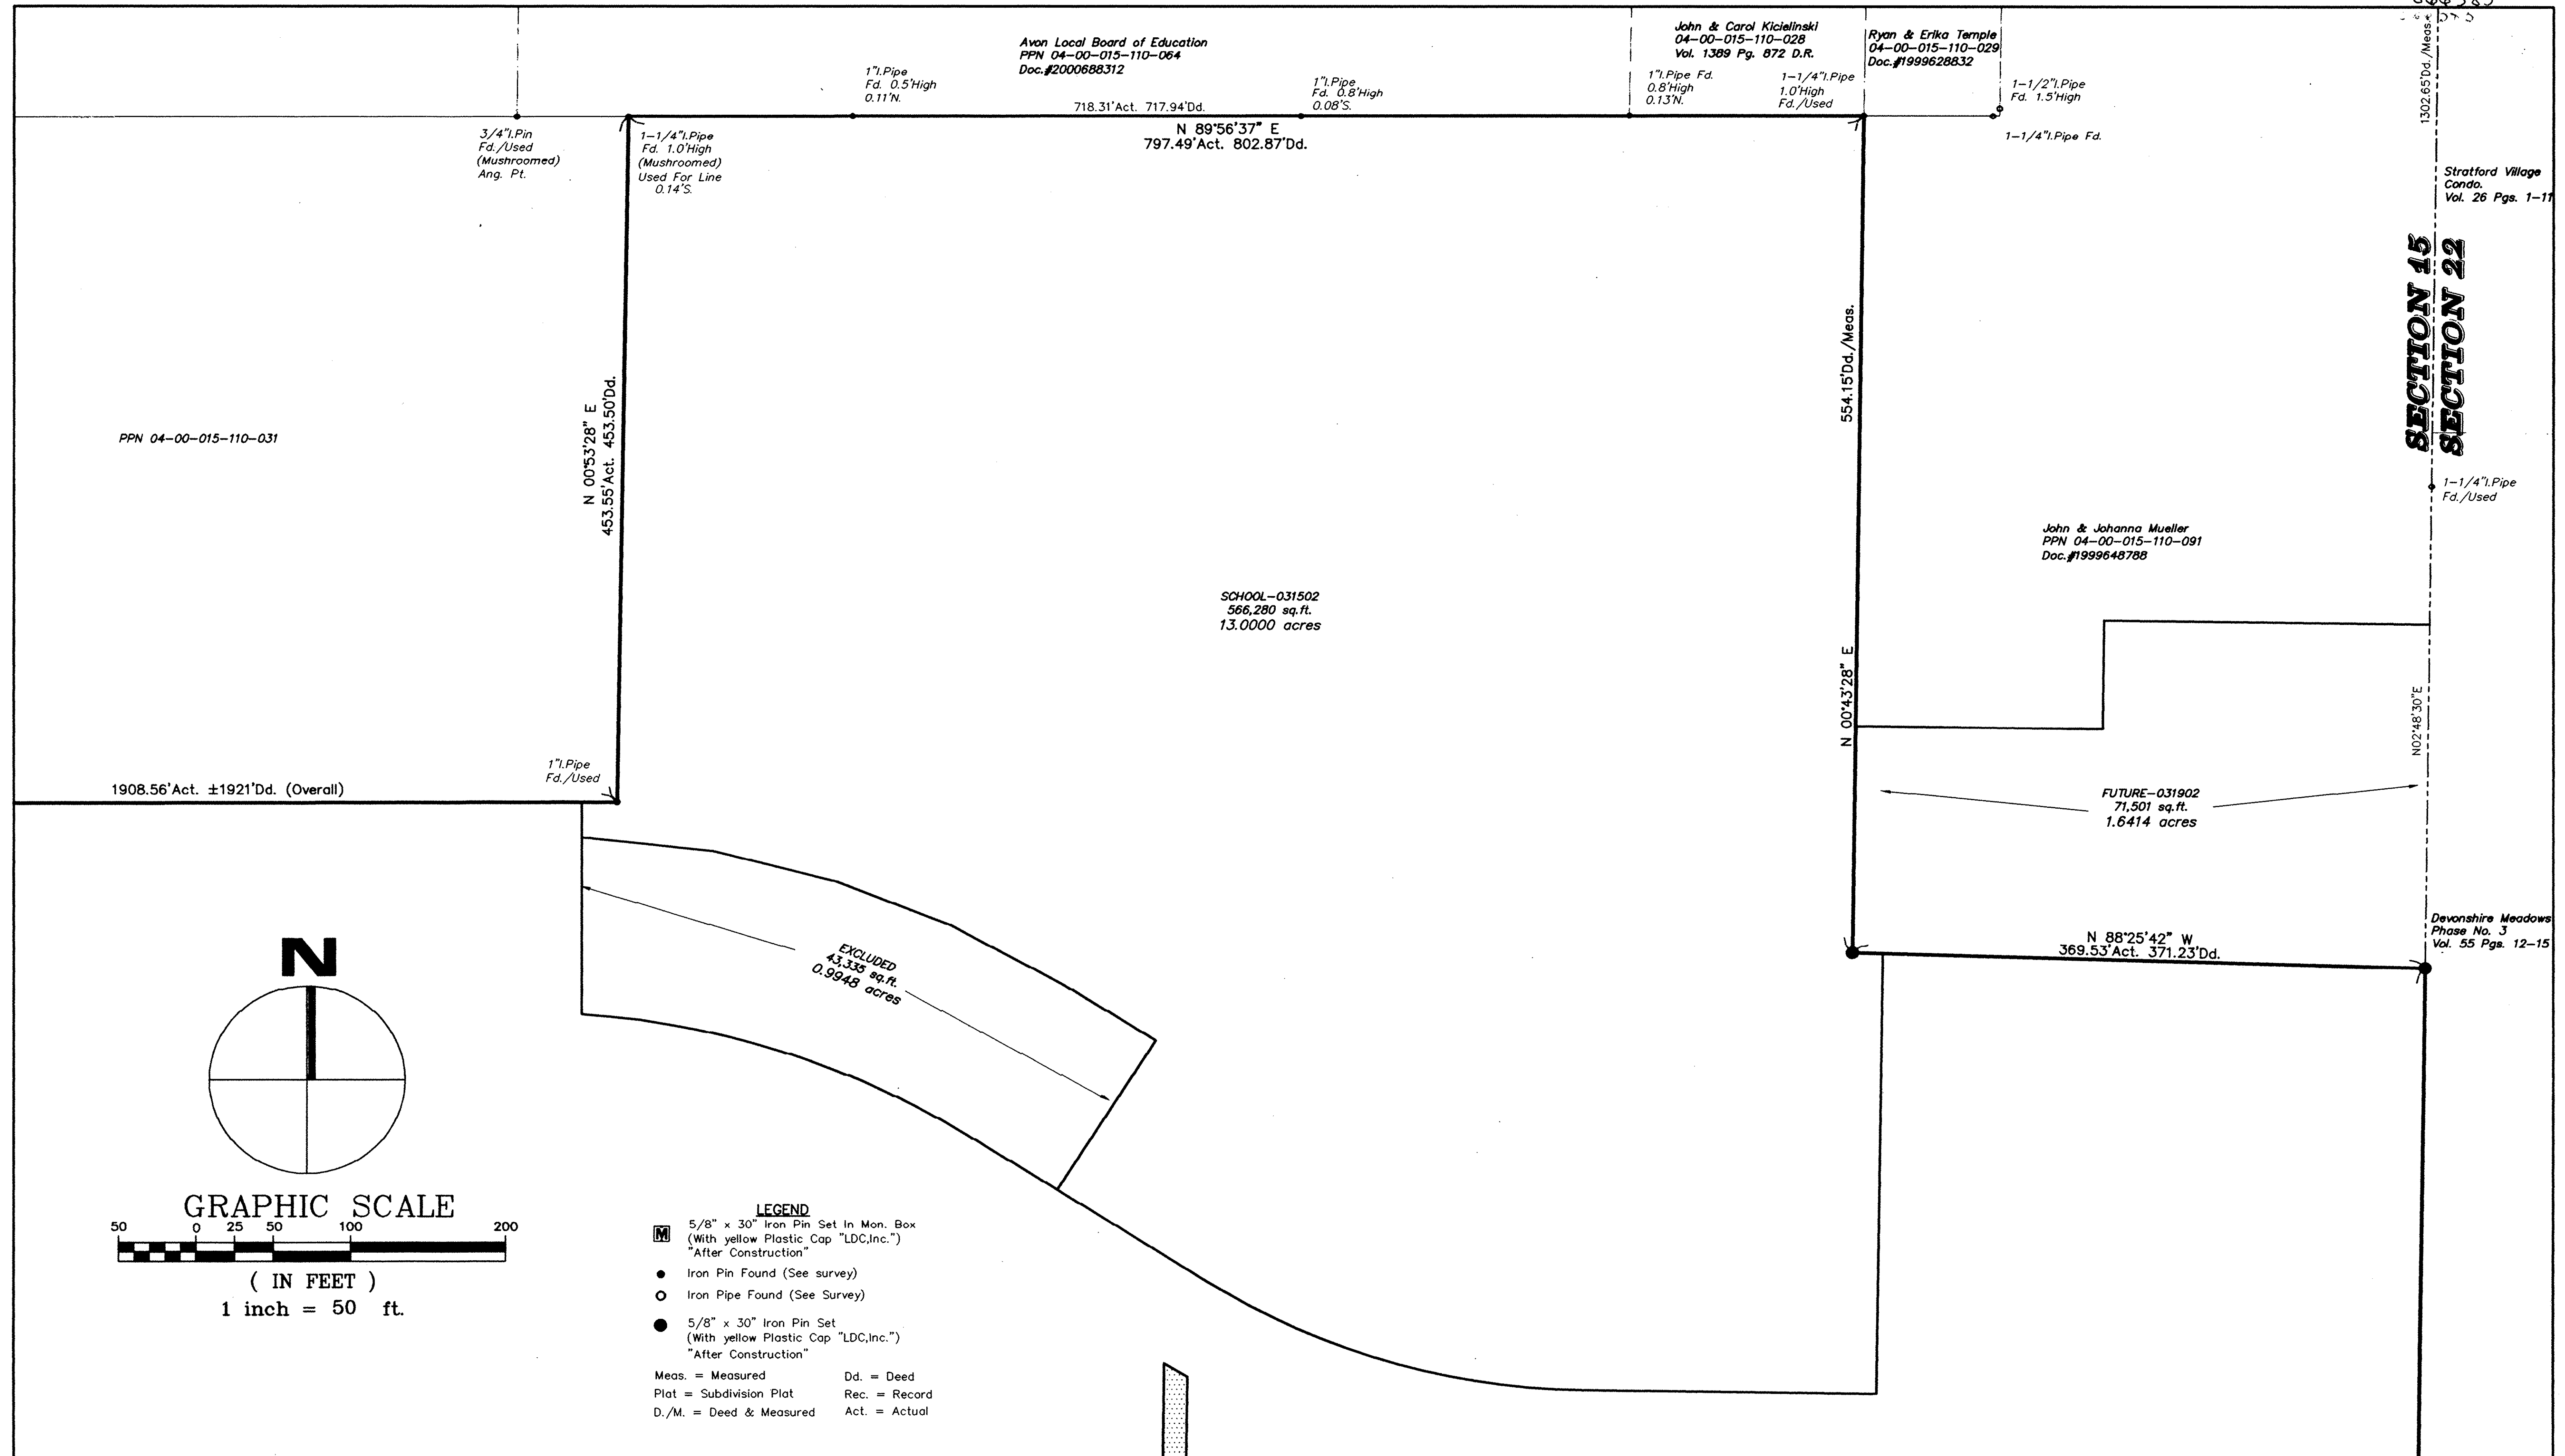 Avon Local Board of Education
PPN 04-00-015-110-064
Doc.#2000688312
John & Carol Kicielinski
04-00-015-110-028
Vol. 1389 Pg. 872 D.R.
Ryan & Erika Temple
04-00-015-110-029
Doc.#1999628832
1302.65'Dd./Meas.
1"I.Pipe
Fd. 0.5'High
0.11'N.
1"I.Pipe
Fd. 0.8'High
0.08'S.
1"I.Pipe Fd.
0.8'High
0.13'N.
1-1/4"I.Pipe
1.0'High
Fd./Used
1-1/2"I.Pipe
Fd. 1.5'High
718.31'Act. 717.94'Dd.
N 89°56'37" E
797.49'Act. 802.87'Dd.
3/4"I.Pin
Fd./Used
(Mushroomed)
Ang. Pt.
1-1/4"I.Pipe
Fd. 1.0'High
(Mushroomed)
Used For Line
0.14'S.
1-1/4"I.Pipe Fd.
Stratford Village
Condo.
Vol. 26 Pgs. 1-11
SECTION 15
SECTION 22
N 00°53'28" E
453.55'Act. 453.50'Dd.
554.15'Dd./Meas.
PPN 04-00-015-110-031
1-1/4"I.Pipe
Fd./Used
John & Johanna Mueller
PPN 04-00-015-110-091
Doc.#1999648788
SCHOOL-031502
566,280 sq.ft.
13.0000 acres
N 00°43'28" E
N02°48'30"E
1"I.Pipe
Fd./Used
1908.56'Act. ±1921'Dd. (Overall)
FUTURE-031902
71,501 sq.ft.
1.6414 acres
Devonshire Meadows
Phase No. 3
Vol. 55 Pgs. 12-15
N 88°25'42" W
369.53'Act. 371.23'Dd.
EXCLUDED
43,335 sq.ft.
0.9948 acres
N
GRAPHIC SCALE
50 0 25 50 100 200
( IN FEET )
1 inch = 50 ft.
LEGEND
M 5/8" x 30" Iron Pin Set In Mon. Box
(With yellow Plastic Cap "LDC,Inc.")
"After Construction"
Iron Pin Found (See survey)
Iron Pipe Found (See Survey)
5/8" x 30" Iron Pin Set
(With yellow Plastic Cap "LDC,Inc.")
"After Construction"
Meas. = Measured Dd. = Deed
Plat = Subdivision Plat Rec. = Record
D./M. = Deed & Measured Act. = Actual